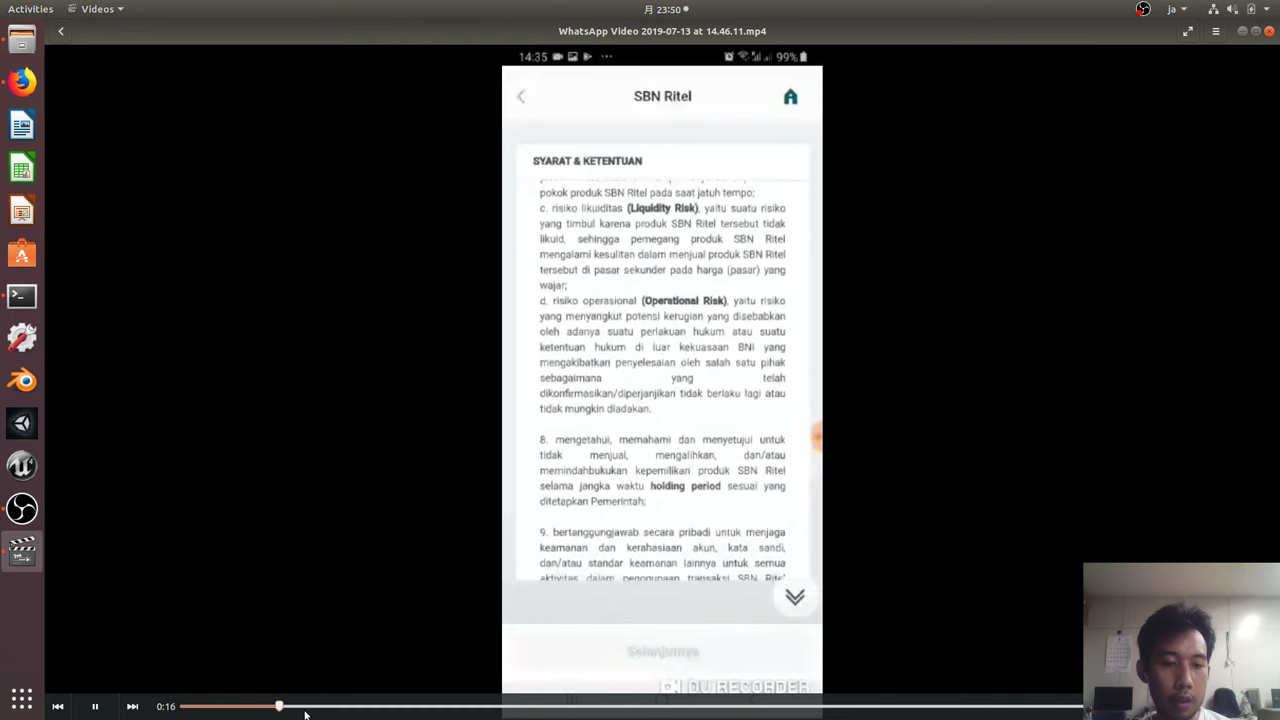 Activities Videos 月 23:50 ja
WhatsApp Video 2019-07-13 at 14.46.11.mp4
14:35 99%
SBN Ritel
SYARAT & KETENTUAN
pokok produk SBN Ritel pada saat jatuh tempo;
c. risiko likuiditas (Liquidity Risk), yaitu suatu risiko
yang timbul karena produk SBN Ritel tersebut tidak
likuid, sehingga pemegang produk SBN Ritel
mengalami kesulitan dalam menjual produk SBN Ritel
tersebut di pasar sekunder pada harga (pasar) yang
wajar;
d. risiko operasional (Operational Risk), yaitu risiko
yang menyangkut potensi kerugian yang disebabkan
oleh adanya suatu perlakuan hukum atau suatu
ketentuan hukum di luar kekuasaan BNI yang
mengakibatkan penyelesaian oleh salah satu pihak
sebagaimana yang telah
dikonfirmasikan/diperjanjikan tidak berlaku lagi atau
tidak mungkin diadakan.
8. mengetahui, memahami dan menyetujui untuk
tidak menjual, mengalihkan, dan/atau
memindahbukukan kepemilikan produk SBN Ritel
selama jangka waktu holding period sesuai yang
ditetapkan Pemerintah;
9. bertanggungjawab secara pribadi untuk menjaga
keamanan dan kerahasiaan akun, kata sandi,
dan/atau standar keamanan lainnya untuk semua
aktivitas dalam penggunaan transaksi SBN Ritel
Selanjutnya
DU RECORDER
0:16